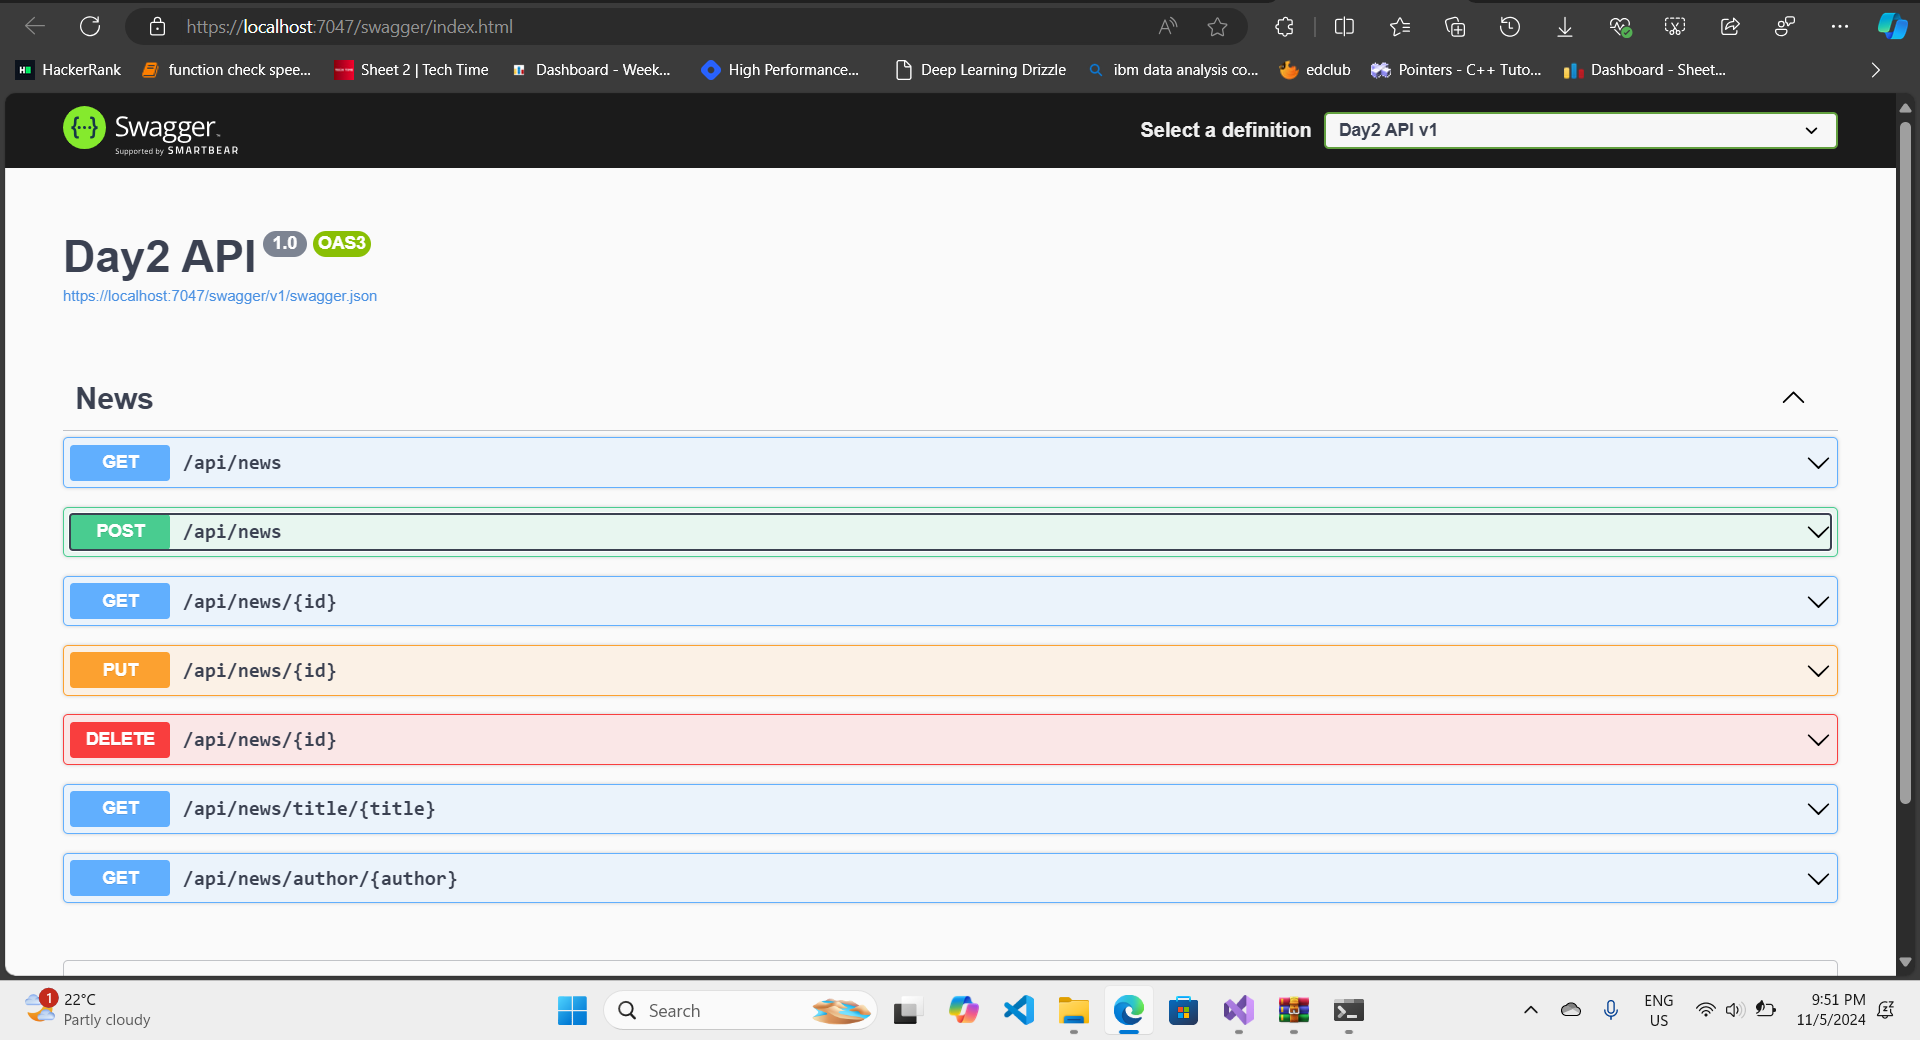 https://localhost:7047/swagger/index.html
HackerRank
function check spee...
Sheet 2 | Tech Time
Dashboard - Week...
High Performance...
Deep Learning Drizzle
ibm data analysis co...
edclub
Pointers - C++ Tuto...
Dashboard - Sheet...
Swagger.
Supported by SMARTBEAR
Select a definition
Day2 API v1
Day2 API 1.0 OAS3
https://localhost:7047/swagger/v1/swagger.json
News
GET /api/news
POST /api/news
GET /api/news/{id}
PUT /api/news/{id}
DELETE /api/news/{id}
GET /api/news/title/{title}
GET /api/news/author/{author}
1
22°C
Partly cloudy
Search
ENG
US
9:51 PM
11/5/2024